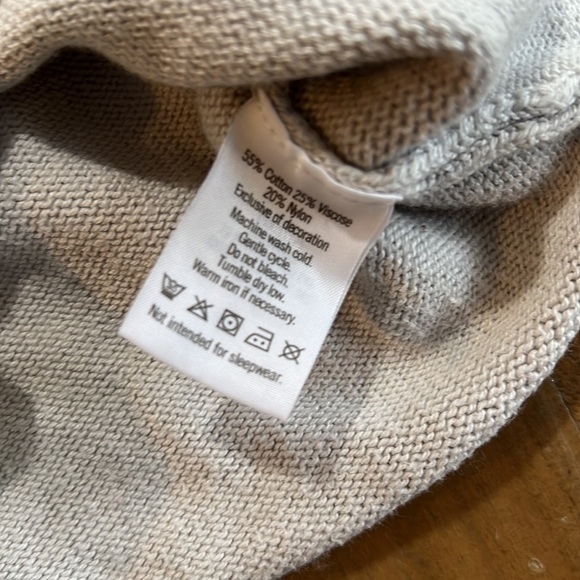 55% Cotton 25% Viscose
20% Nylon
Exclusive of decoration
Machine wash cold.
Gentle cycle.
Do not bleach.
Tumble dry low.
Warm iron if necessary.
Not intended for sleepwear.